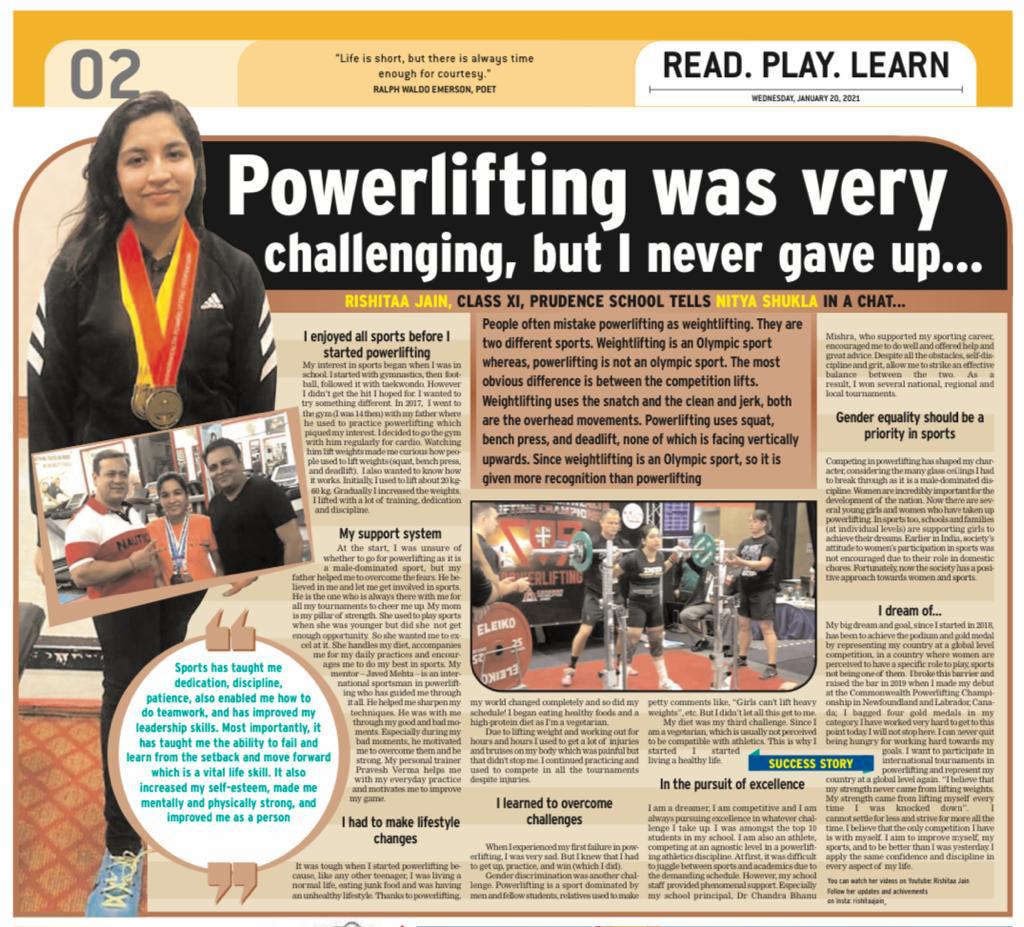 02
"Life is short, but there is always time
enough for courtesy."
RALPH WALDO EMERSON, POET
READ. PLAY. LEARN
WEDNESDAY, JANUARY 20, 2021
Powerlifting was very
challenging, but I never gave up...
RISHITAA JAIN, CLASS XI, PRUDENCE SCHOOL TELLS NITYA SHUKLA IN A CHAT...
I enjoyed all sports before I
started powerlifting
My interest in sports began when I was in
school. I started with gymnastics, then foot-
ball, followed it with taekwondo. However
I didn't get the hit I hoped for. I wanted to
try something different. In 2017, I went to
the gym (I was 14 then) with my father where
he used to practice powerlifting which
piqued my interest. I decided to go the gym
with him regularly for cardio. Watching
him lift weights made me curious how peo-
ple used to lift weights (squat, bench press,
and deadlift). I also wanted to know how
it works. Initially, I used to lift about 20 kg-
60 kg. Gradually I increased the weights.
I lifted with a lot of training, dedication
and discipline.
My support system
At the start, I was unsure of
whether to go for powerlifting as it is
a male-dominated sport, but my
father helped me to overcome the fears. He be-
lieved in me and let me get involved in sports.
He is the one who is always there with me for
all my tournaments to cheer me up. My mom
is my pillar of strength. She used to play sports
when she was younger but did she not get
enough opportunity. So she wanted me to ex-
cel at it. She handles my diet, accompanies
me for my daily practices and encour-
ages me to do my best in sports. My
mentor – Javed Mehta – is an inter-
national sportsman in powerlift-
ing who has guided me through
it all. He helped me sharpen my
techniques. He was with me
through my good and bad mo-
ments. Especially during my
bad moments, he motivated
me to overcome them and be
strong. My personal trainer
Pravesh Verma helps me
with my everyday practice
and motivates me to improve
my game.
I had to make lifestyle
changes
It was tough when I started powerlifting be-
cause, like any other teenager, I was living a
normal life, eating junk food and was having
an unhealthy lifestyle. Thanks to powerlifting,
Sports has taught me
dedication, discipline,
patience, also enabled me how to
do teamwork, and has improved my
leadership skills. Most importantly, it
has taught me the ability to fail and
learn from the setback and move forward
which is a vital life skill. It also
increased my self-esteem, made me
mentally and physically strong, and
improved me as a person
People often mistake powerlifting as weightlifting. They are
two different sports. Weightlifting is an Olympic sport
whereas, powerlifting is not an olympic sport. The most
obvious difference is between the competition lifts.
Weightlifting uses the snatch and the clean and jerk, both
are the overhead movements. Powerlifting uses squat,
bench press, and deadlift, none of which is facing vertically
upwards. Since weightlifting is an Olympic sport, so it is
given more recognition than powerlifting
POWERLIFTING
ELEIKO
25
ELEIKO
NAUTIC
adidas
my world changed completely and so did my
schedule! I began eating healthy foods and a
high-protein diet as I'm a vegetarian.
Due to lifting weight and working out for
hours and hours I used to get a lot of injuries
and bruises on my body which was painful but
that didn't stop me. I continued practicing and
used to compete in all the tournaments
despite injuries.
I learned to overcome
challenges
When I experienced my first failure in pow-
erlifting, I was very sad. But I knew that I had
to get up, practice, and win (which I did).
Gender discrimination was another chal-
lenge. Powerlifting is a sport dominated by
men and fellow students, relatives used to make
petty comments like, "Girls can't lift heavy
weights", etc. But I didn't let all this get to me.
My diet was my third challenge. Since I
am a vegetarian, which is usually not perceived
to be compatible with athletics. This is why I
started I started
living a healthy life.
SUCCESS STORY
In the pursuit of excellence
I am a dreamer, I am competitive and I am
always pursuing excellence in whatever chal-
lenge I take up. I was amongst the top 10
students in my school. I am also an athlete,
competing at an agnostic level in a powerlift-
ing athletics discipline. At first, it was difficult
to juggle between sports and academics due to
the demanding schedule. However, my school
staff provided phenomenal support. Especially
my school principal, Dr Chandra Bhanu
Mishra, who supported my sporting career,
encouraged me to do well and offered help and
great advice. Despite all the obstacles, self-dis-
cipline and grit, allow me to strike an effective
balance between the two. As a
result, I won several national, regional and
local tournaments.
Gender equality should be a
priority in sports
Competing in powerlifting has shaped my char-
acter, considering the many glass ceilings I had
to break through as it is a male-dominated dis-
cipline. Women are incredibly important for the
development of the nation. Now there are sev-
eral young girls and women who have taken up
powerlifting. In sports too, schools and families
(at individual levels) are supporting girls to
achieve their dreams. Earlier in India, society's
attitude to women's participation in sports was
not encouraged due to their role in domestic
chores. Fortunately, now the society has a po-
sitive approach towards women and sports.
I dream of...
My big dream and goal, since I started in 2018,
has been to achieve the podium and gold medal
by representing my country at a global level
competition, in a country where women are
perceived to have a specific role to play, sports
not being one of them. I broke this barrier and
raised the bar in 2019 when I made my debut
at the Commonwealth Powerlifting Champi-
onship in Newfoundland and Labrador, Cana-
da; I bagged four gold medals in my
category. I have worked very hard to get to this
point today. I will not stop here. I can never quit
being hungry for working hard towards my
goals. I want to participate in
international tournaments in
powerlifting and represent my
country at a global level again. "I believe that
my strength never came from lifting weights.
My strength came from lifting myself every
time I was knocked down". I
cannot settle for less and strive for more all the
time. I believe that the only competition I have
is with myself. I aim to improve myself, my
sports, and to be better than I was yesterday. I
apply the same confidence and discipline in
every aspect of my life.
You can watch her videos on Youtube: Rishitaa Jain
Follow her updates and achivements
on Insta: rishitaajain_